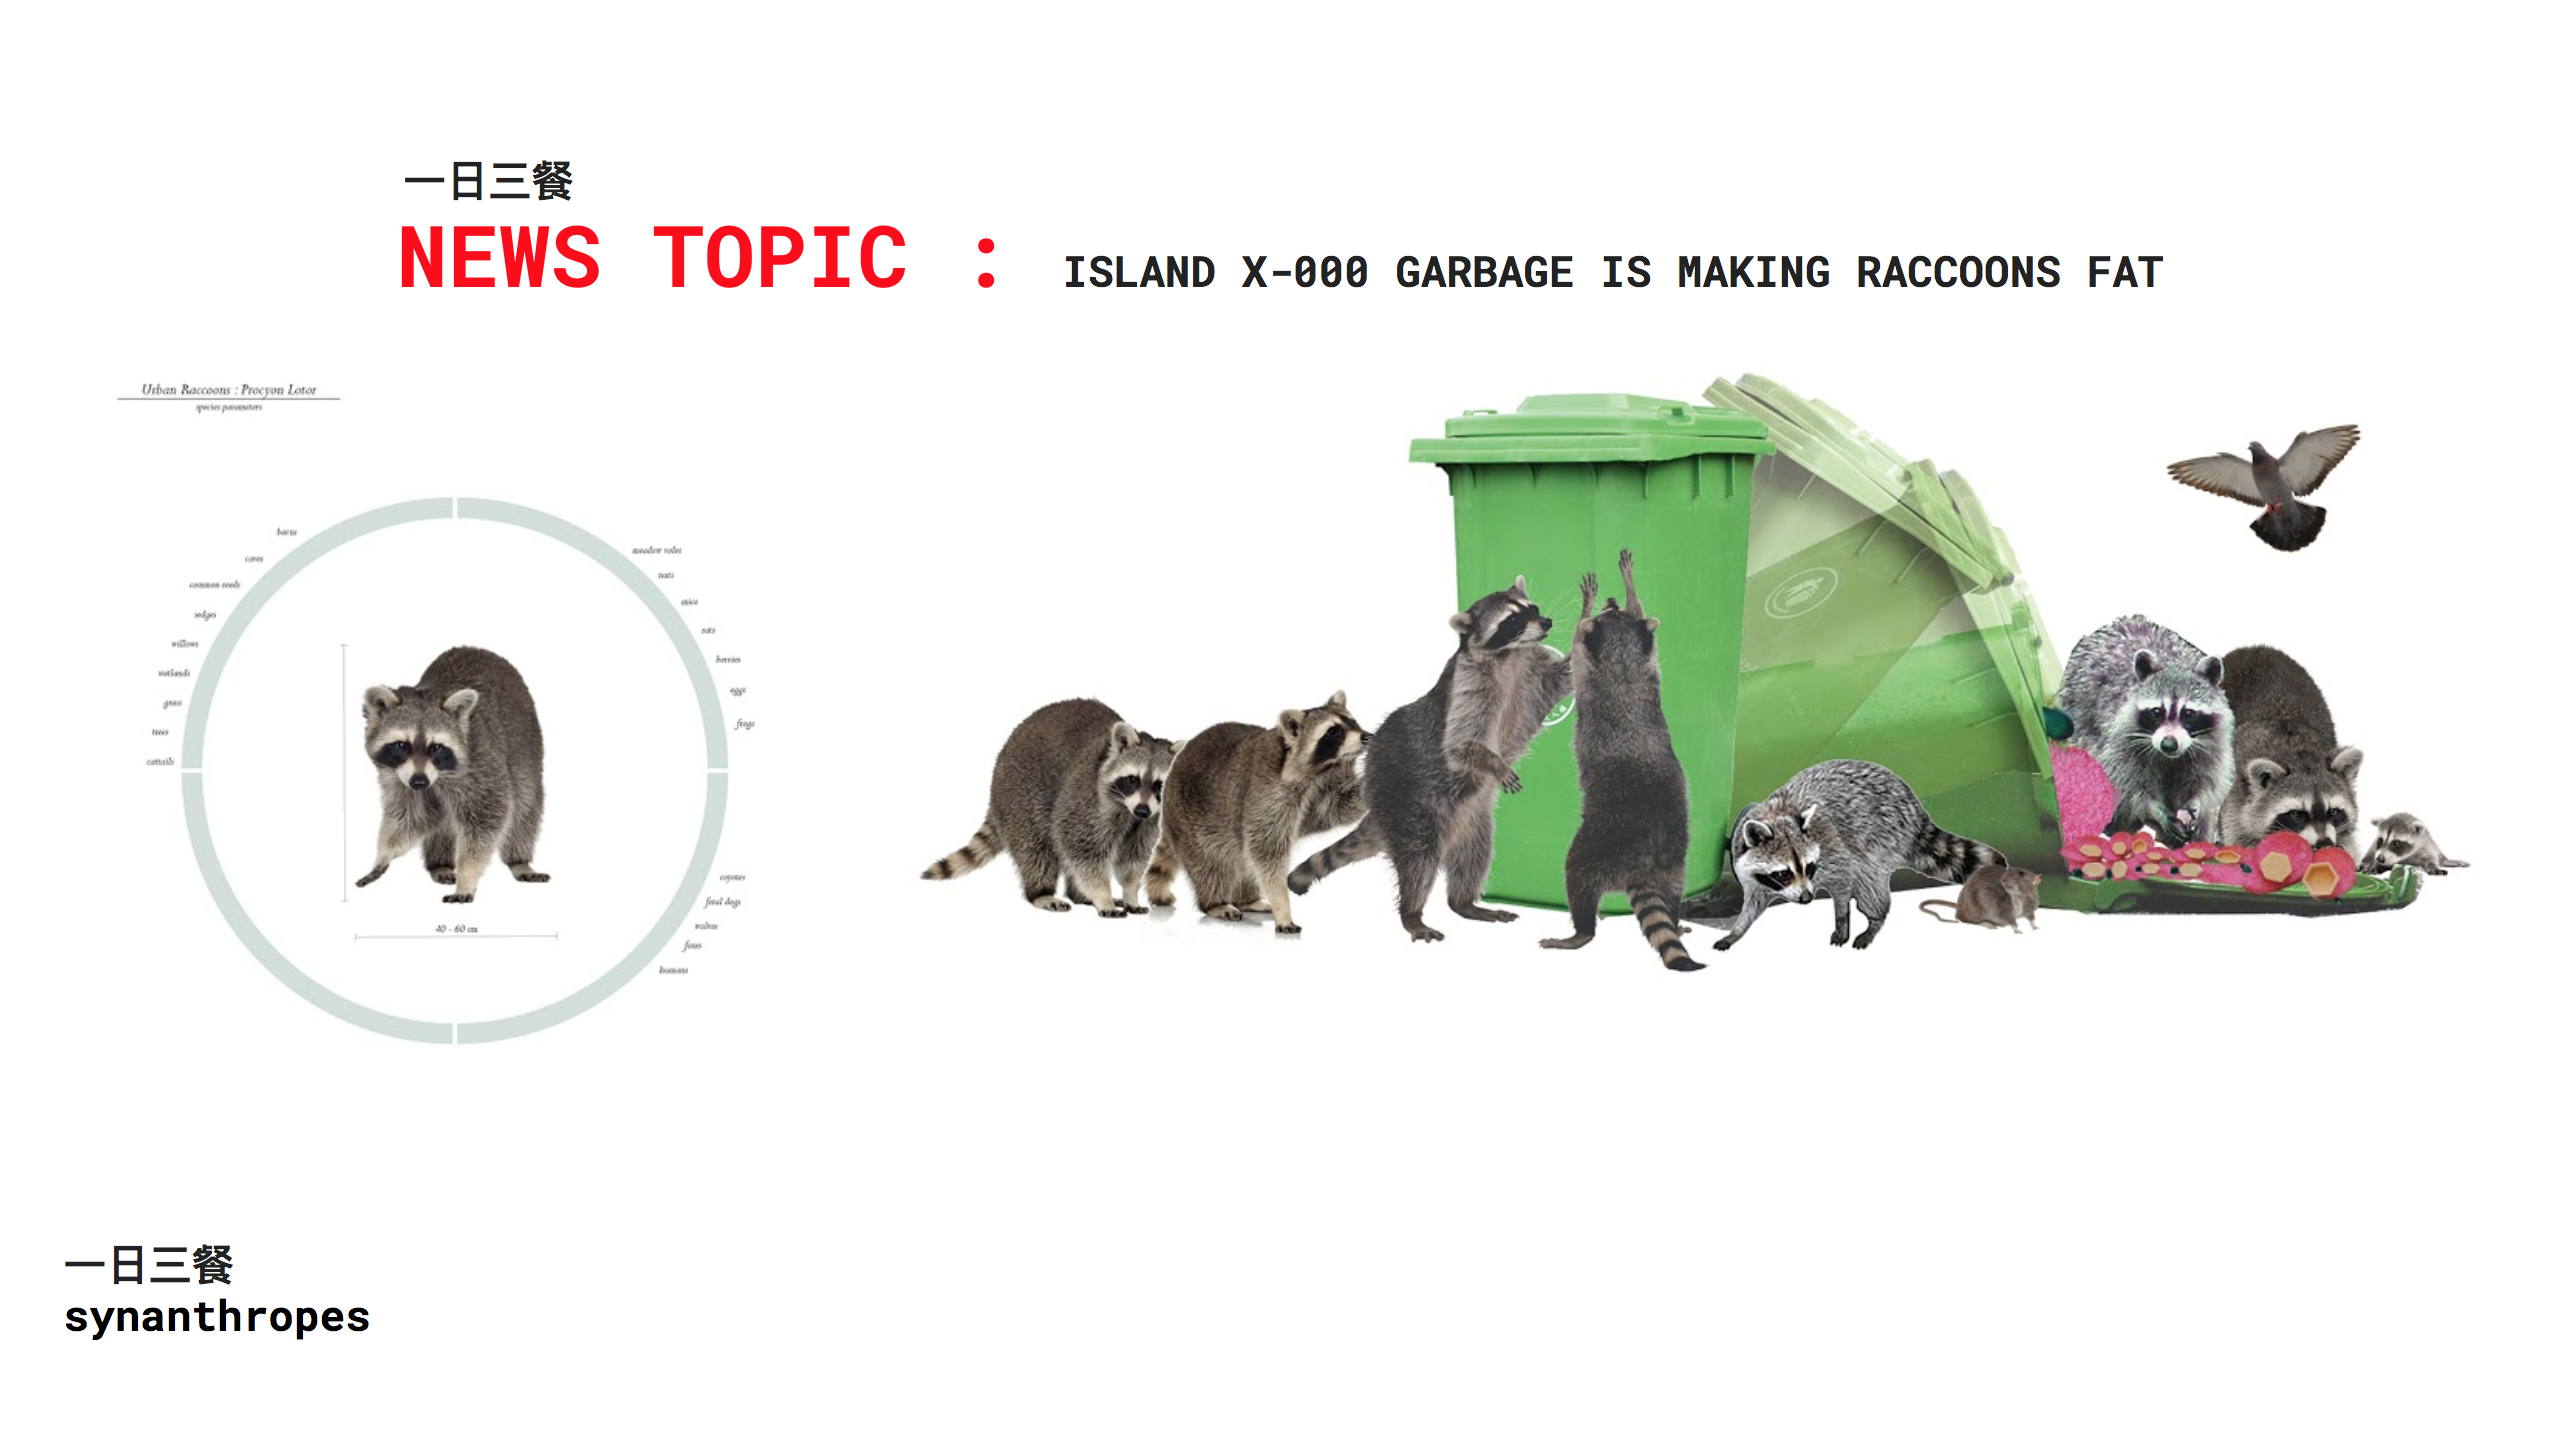 一日三餐
NEWS TOPIC : ISLAND X-000 GARBAGE IS MAKING RACCOONS FAT
Urban Raccoons : Procyon Lotor
species parameters
barns
caves
common reeds
sedges
willows
wetlands
grass
trees
cattails
meadow voles
nuts
mice
rats
berries
eggs
frogs
coyotes
feral dogs
wolves
foxes
humans
40 - 60 cm
一日三餐
synanthropes